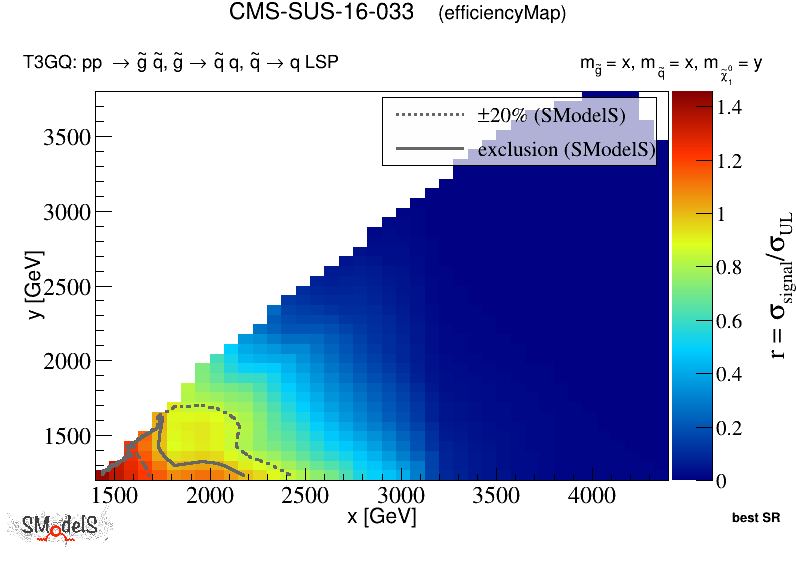 CMS-SUS-16-033 (efficiencyMap)
T3GQ: pp → g̃ q̃, g̃ → q̃ q, q̃ → q LSP
m_g̃ = x, m_q̃ = x, m_χ̃⁰₁ = y
±20% (SModelS)
exclusion (SModelS)
3500
3000
2500
2000
1500
y [GeV]
1500 2000 2500 3000 3500 4000
x [GeV]
1.4
1.2
1
0.8
0.6
0.4
0.2
0
r = σ_signal/σ_UL
SModelS
best SR